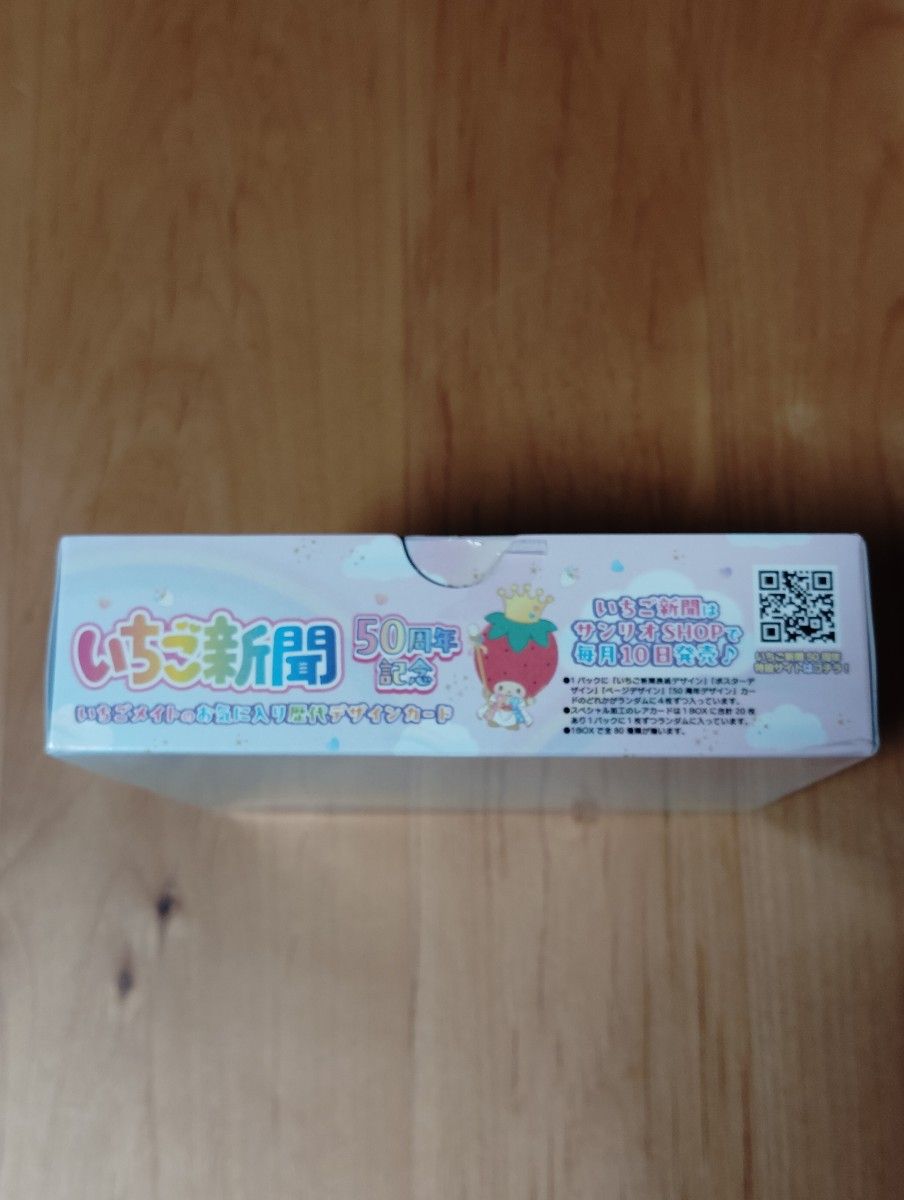 いちご新聞
50周年
記念
いちごメイトのお気に入り歴代デザインカード
いちご新聞は
サンリオSHOPで
毎月10日発売♪
●1パックに「いちご新聞表紙デザイン」「ポスターデ
ザイン」「ページデザイン」「50周年デザイン」カー
ドのどれかがランダムに4枚ずつ入っています。
●スペシャル加工のレアカードは1BOXに合計20枚
あり1パックに1枚ずつランダムに入っています。
●1BOXで全80種類が揃います。
いちご新聞50周年
特設サイトはコチラ!